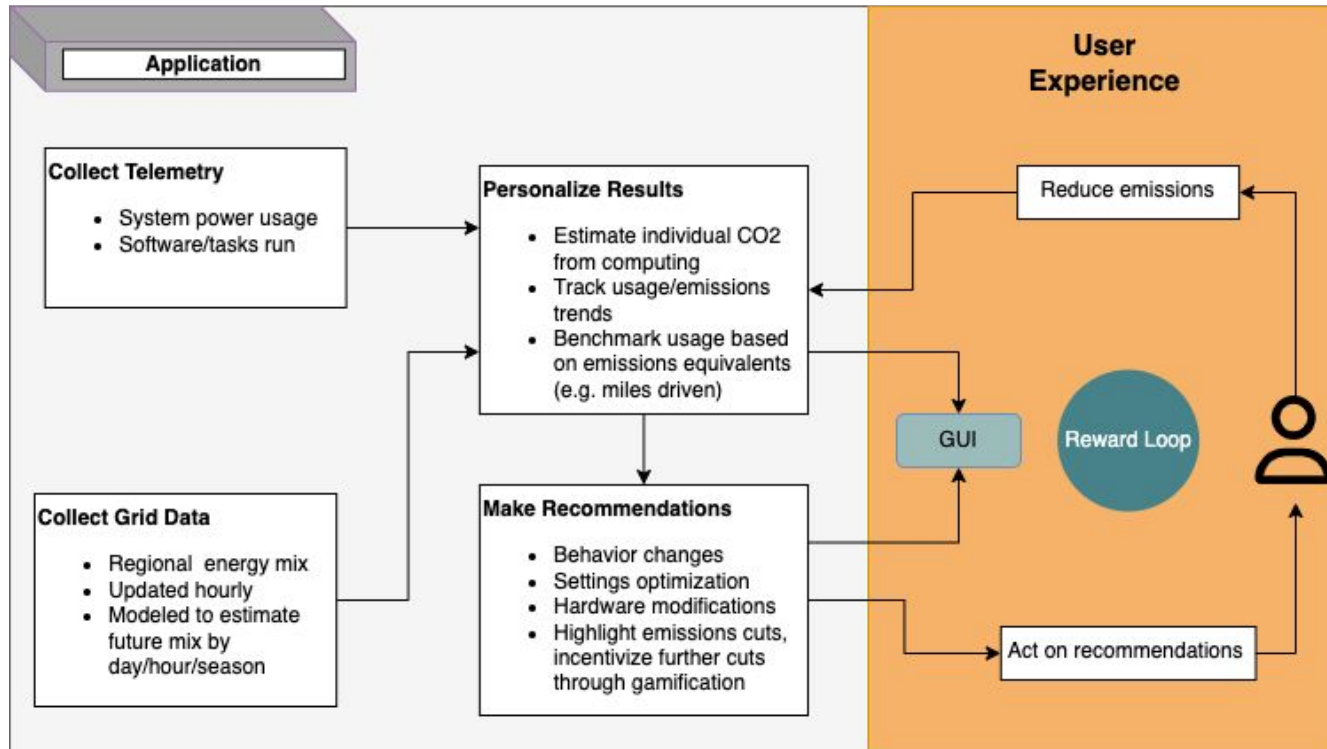 Application
User
Experience
Collect Telemetry
• System power usage
• Software/tasks run
Personalize Results
• Estimate individual CO2
from computing
• Track usage/emissions
trends
• Benchmark usage based
on emissions equivalents
(e.g. miles driven)
Reduce emissions
GUI
Reward Loop
Collect Grid Data
• Regional energy mix
• Updated hourly
• Modeled to estimate
future mix by
day/hour/season
Make Recommendations
• Behavior changes
• Settings optimization
• Hardware modifications
• Highlight emissions cuts,
incentivize further cuts
through gamification
Act on recommendations